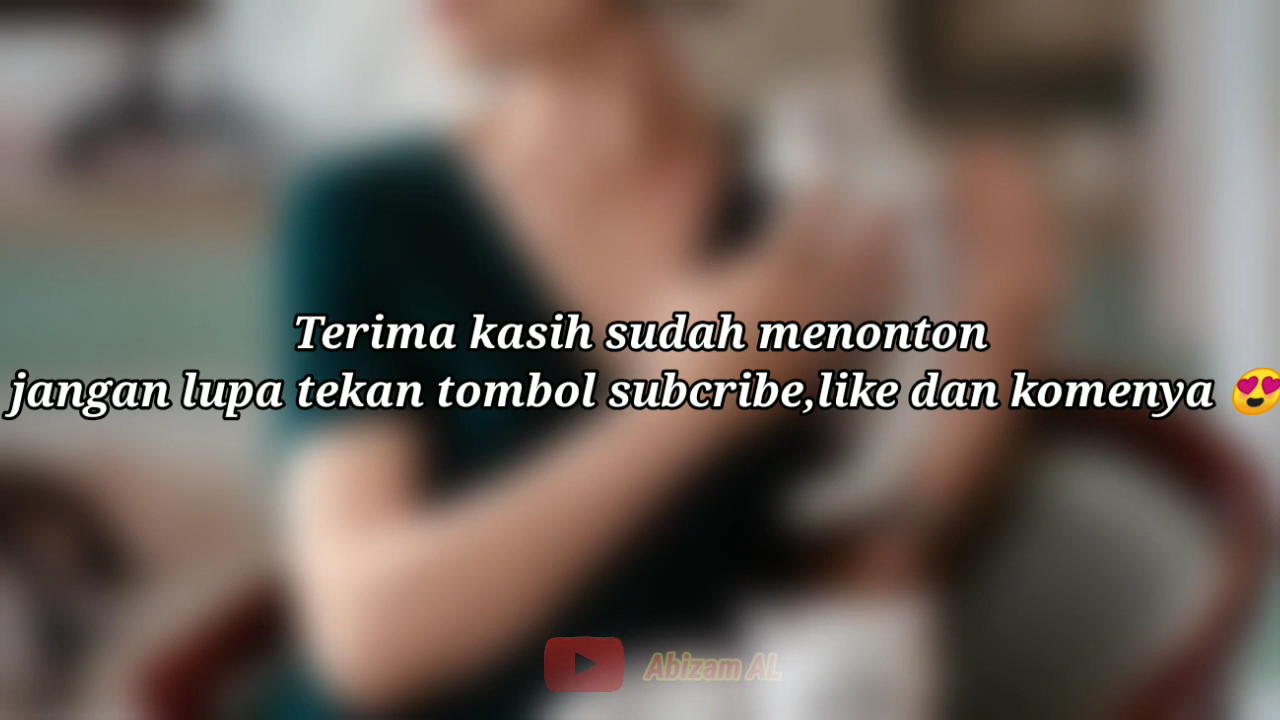 Terima kasih sudah menonton
jangan lupa tekan tombol subcribe,like dan komenya 😍
Abizam AL